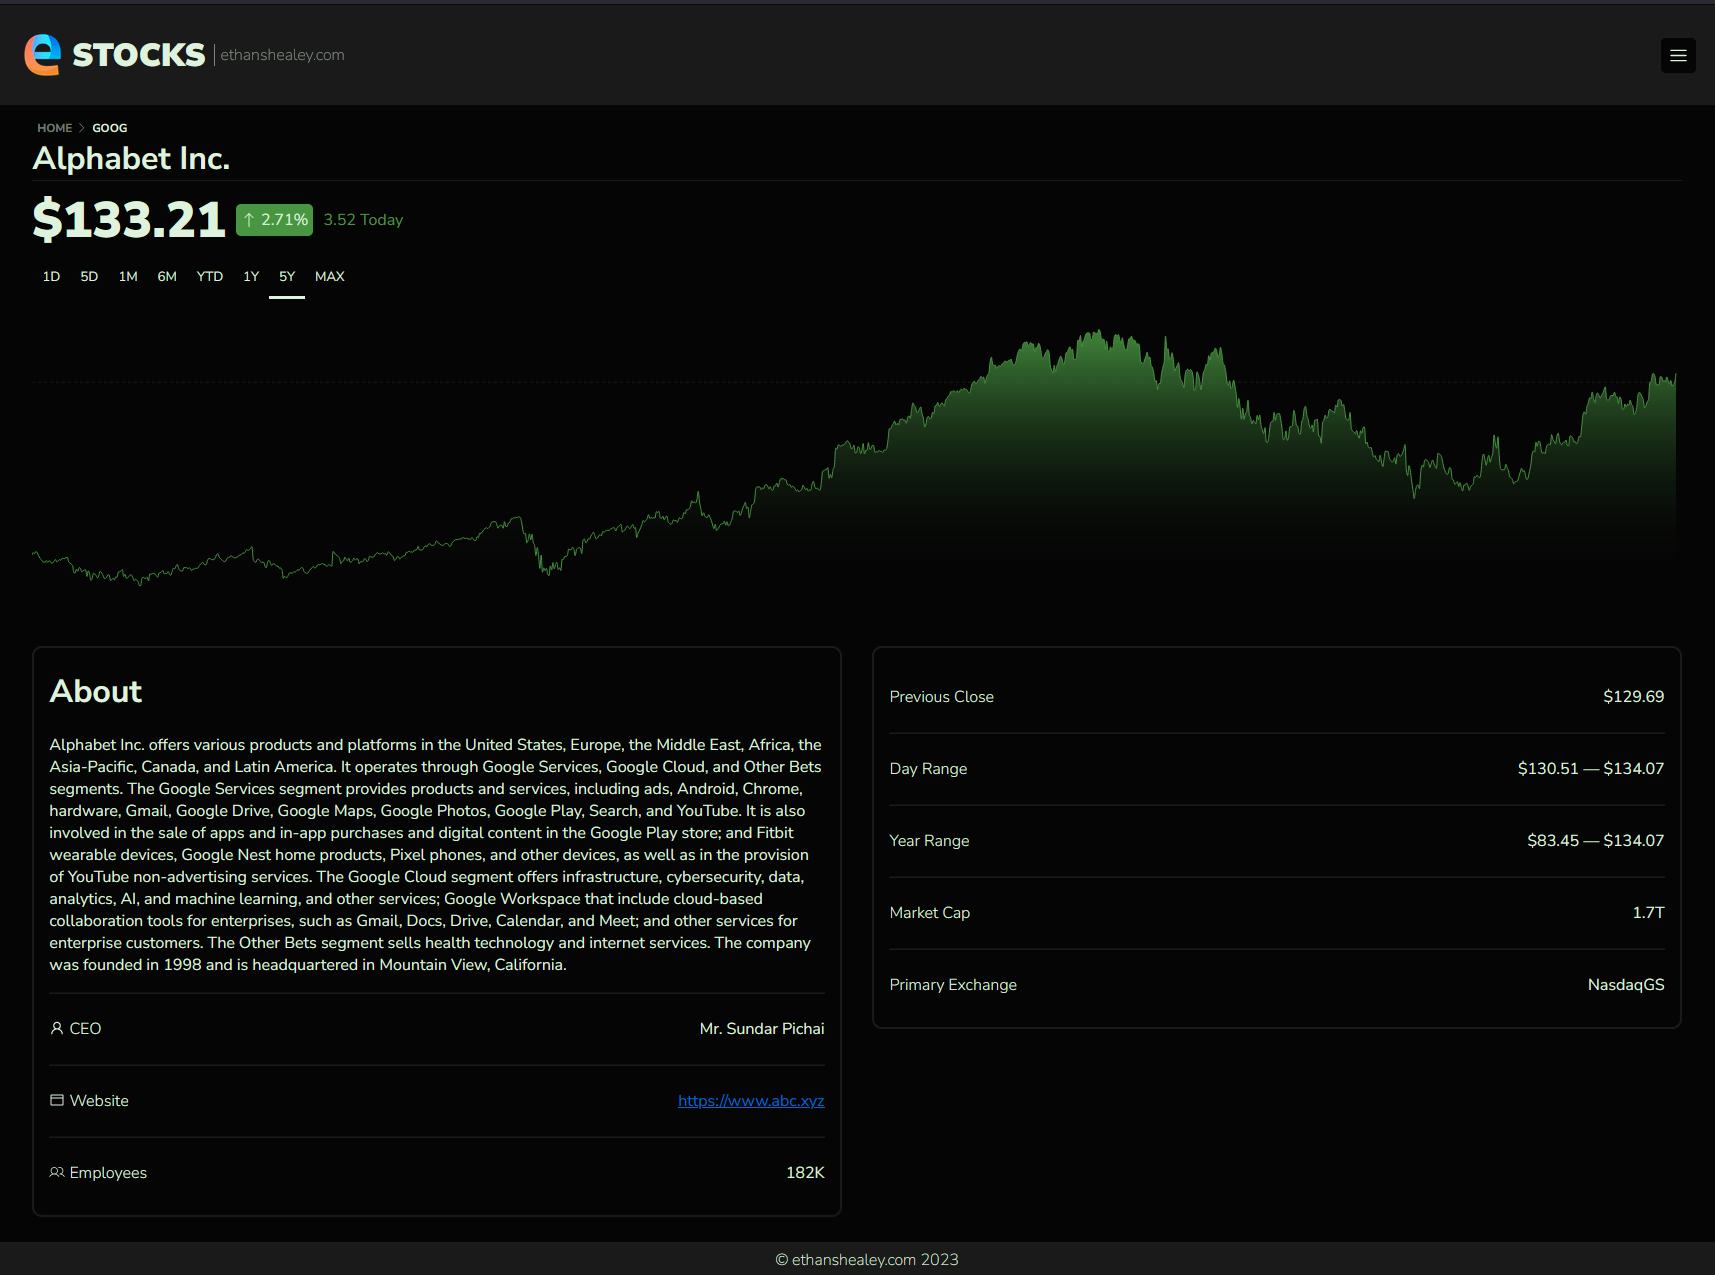 e STOCKS | ethanshealey.com
HOME > GOOG
Alphabet Inc.
$133.21 ↑ 2.71% 3.52 Today
1D 5D 1M 6M YTD 1Y 5Y MAX
About
Alphabet Inc. offers various products and platforms in the United States, Europe, the Middle East, Africa, the
Asia-Pacific, Canada, and Latin America. It operates through Google Services, Google Cloud, and Other Bets
segments. The Google Services segment provides products and services, including ads, Android, Chrome,
hardware, Gmail, Google Drive, Google Maps, Google Photos, Google Play, Search, and YouTube. It is also
involved in the sale of apps and in-app purchases and digital content in the Google Play store; and Fitbit
wearable devices, Google Nest home products, Pixel phones, and other devices, as well as in the provision
of YouTube non-advertising services. The Google Cloud segment offers infrastructure, cybersecurity, data,
analytics, AI, and machine learning, and other services; Google Workspace that include cloud-based
collaboration tools for enterprises, such as Gmail, Docs, Drive, Calendar, and Meet; and other services for
enterprise customers. The Other Bets segment sells health technology and internet services. The company
was founded in 1998 and is headquartered in Mountain View, California.
CEO Mr. Sundar Pichai
Website https://www.abc.xyz
Employees 182K
Previous Close $129.69
Day Range $130.51 — $134.07
Year Range $83.45 — $134.07
Market Cap 1.7T
Primary Exchange NasdaqGS
© ethanshealey.com 2023